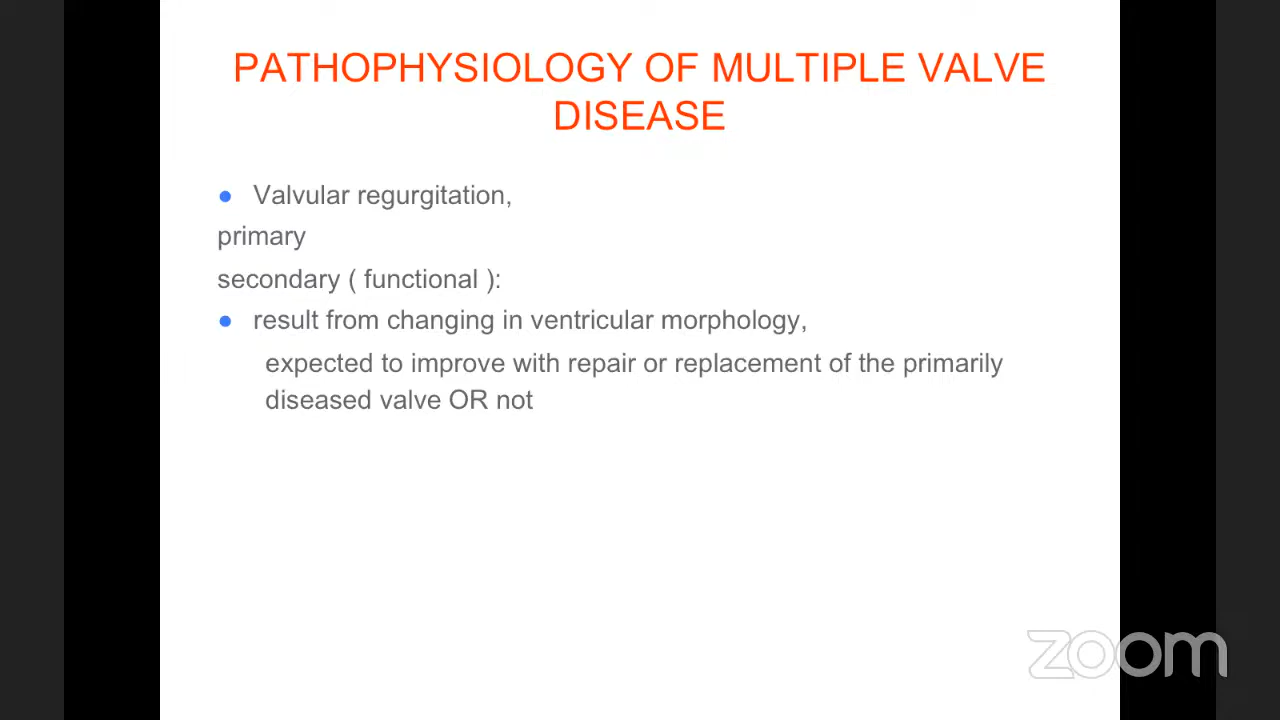 PATHOPHYSIOLOGY OF MULTIPLE VALVE
DISEASE
● Valvular regurgitation,
primary
secondary ( functional ):
● result from changing in ventricular morphology,
expected to improve with repair or replacement of the primarily
diseased valve OR not
zoom